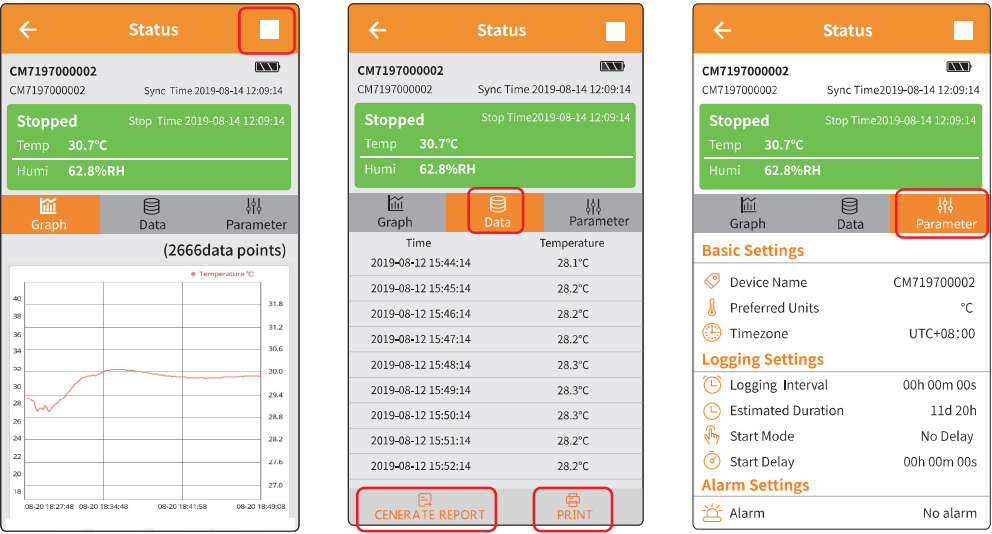 Status
CM7197000002
CM7197000002 Sync Time 2019-08-14 12:09:14
Stopped Stop Time 2019-08-14 12:09:14
Temp 30.7°C
Humi 62.8%RH
Graph Data Parameter
(2666data points)
Temperature℃
40
38
36
34
32
30
28
26
24
22
20
18
31.8
31.2
30.6
30.0
29.4
28.8
28.2
27.6
27.0
08-20 18:27:48 08-20 18:34:48 08-20 18:41:58 08-20 18:49:08
Status
CM7197000002
CM7197000002 Sync Time 2019-08-14 12:09:14
Stopped Stop Time2019-08-14 12:09:14
Temp 30.7°C
Humi 62.8%RH
Graph Data Parameter
Time Temperature
2019-08-12 15:44:14 28.1°C
2019-08-12 15:45:14 28.2°C
2019-08-12 15:46:14 28.2°C
2019-08-12 15:47:14 28.2°C
2019-08-12 15:48:14 28.3°C
2019-08-12 15:49:14 28.3°C
2019-08-12 15:50:14 28.3°C
2019-08-12 15:51:14 28.2°C
2019-08-12 15:52:14 28.2°C
CENERATE REPORT PRINT
Status
CM7197000002
CM7197000002 Sync Time2019-08-14 12:09:14
Stopped Stop Time 2019-08-14 12:09:14
Temp 30.7°C
Humi 62.8%RH
Graph Data Parameter
Basic Settings
Device Name CM719700002
Preferred Units °C
Timezone UTC+08:00
Logging Settings
Logging Interval 00h 00m 00s
Estimated Duration 11d 20h
Start Mode No Delay
Start Delay 00h 00m 00s
Alarm Settings
Alarm No alarm